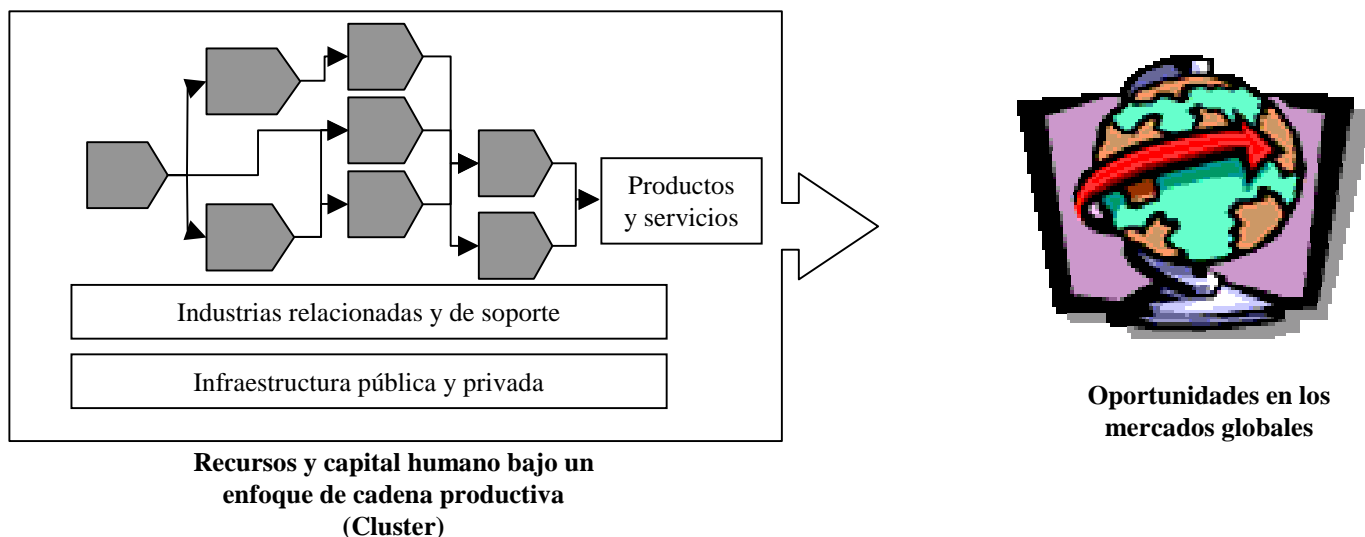 Productos
y servicios
Industrias relacionadas y de soporte
Infraestructura pública y privada
Recursos y capital humano bajo un
enfoque de cadena productiva
(Cluster)
Oportunidades en los
mercados globales